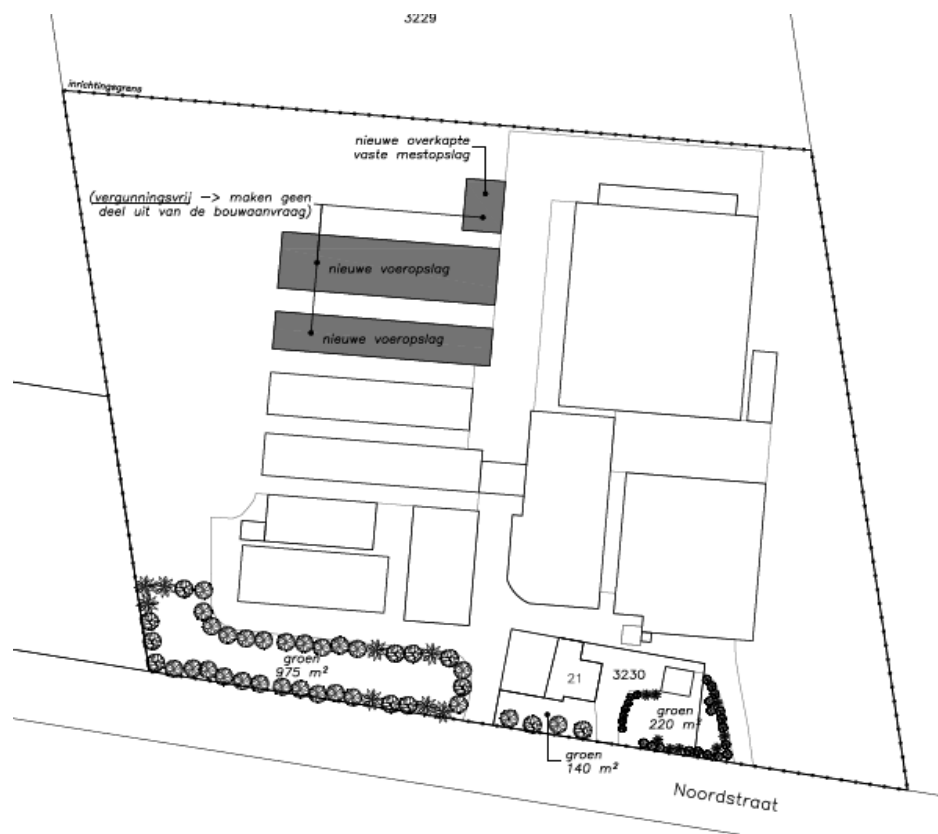 3229
inrichtingsgrens
nieuwe overkapte
vaste mestopslag
(vergunningsvrij —> maken geen
deel uit van de bouwaanvraag)
nieuwe voeropslag
nieuwe voeropslag
groen
975 m²
21
3230
groen
220 m²
groen
140 m²
Noordstraat